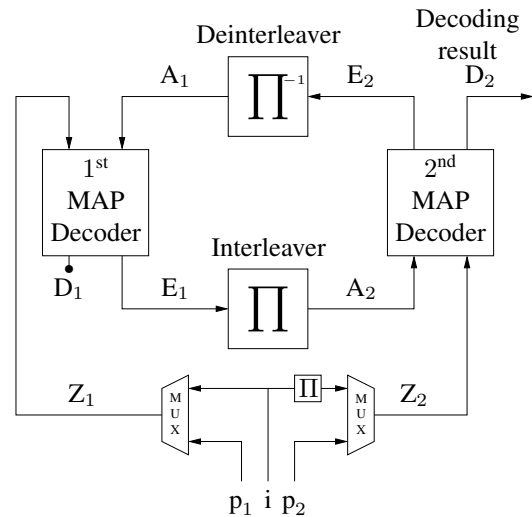 Decoding
result
Deinterleaver
A₁
∏⁻¹
E₂
D₂
1ˢᵗ
MAP
Decoder
2ⁿᵈ
MAP
Decoder
Interleaver
D₁
E₁
∏
A₂
Z₁
MUX
Π
MUX
Z₂
p₁ i p₂